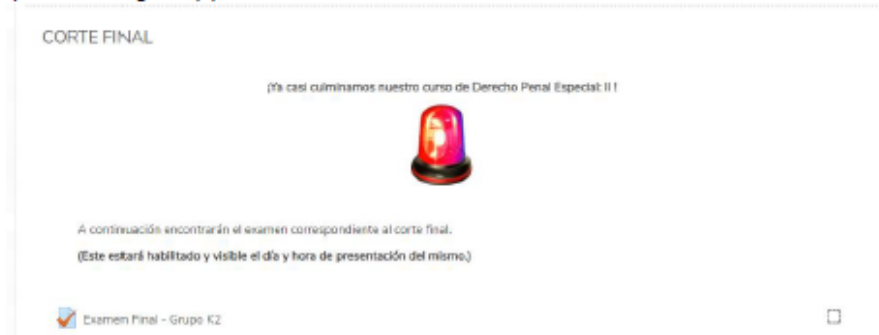 CORTE FINAL
¡Ya casi culminamos nuestro curso de Derecho Penal Especial: II !
A continuación encontrarán el examen correspondiente al corte final.
(Este estará habilitado y visible el día y hora de presentación del mismo.)
Examen Final - Grupo K2